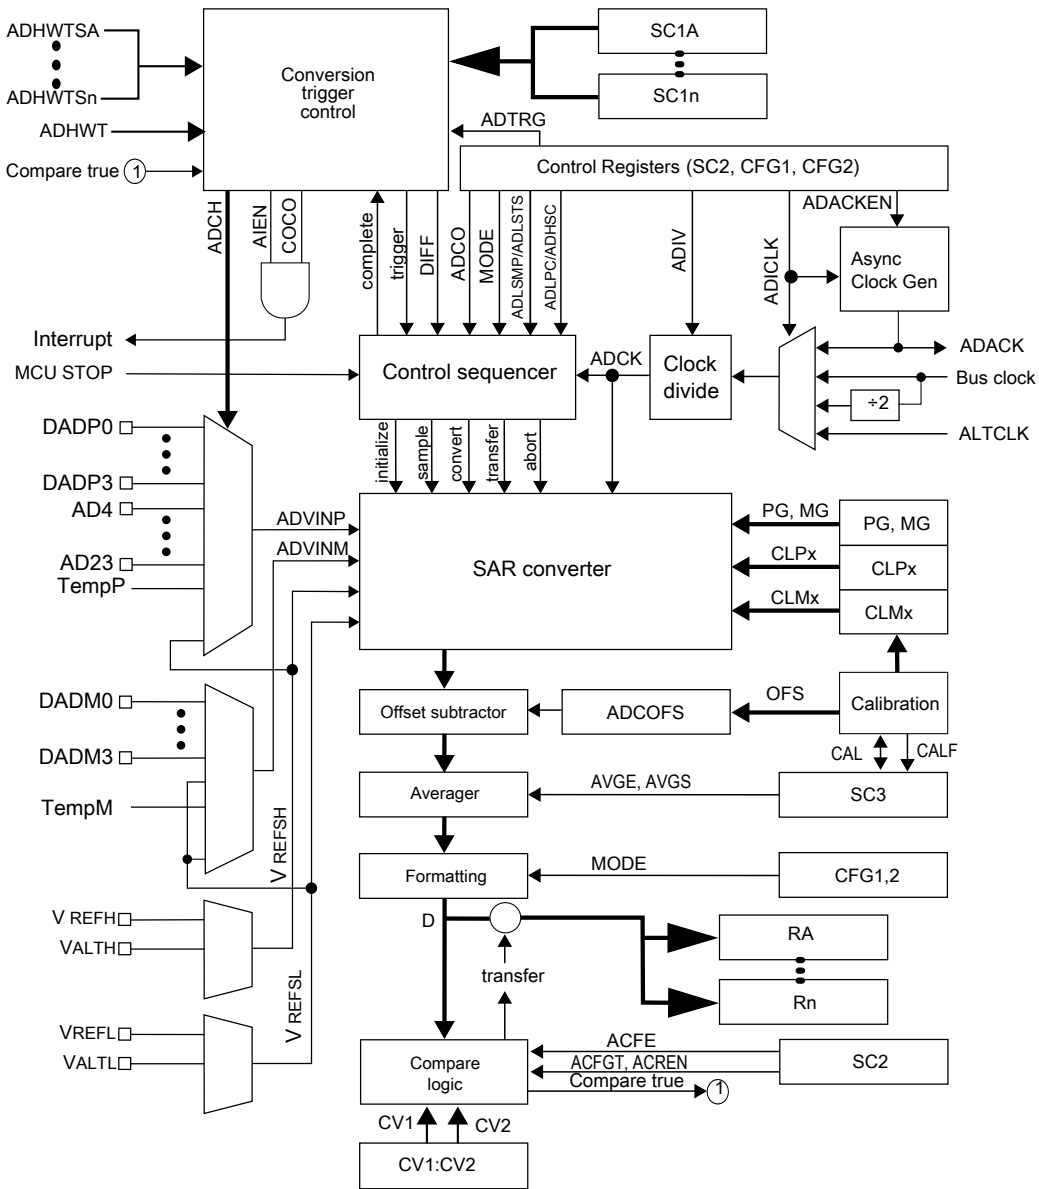 ADHWTSA
ADHWTSn
ADHWT
Compare true 1
Conversion
trigger
control
SC1A
SC1n
ADTRG
Control Registers (SC2, CFG1, CFG2)
ADACKEN
Async
Clock Gen
ADCH
AIEN
COCO
complete
trigger
DIFF
ADCO
MODE
ADLSMP/ADLSTS
ADLPC/ADHSC
ADIV
ADICLK
Interrupt
MCU STOP
Control sequencer
ADCK
Clock
divide
ADACK
Bus clock
÷2
ALTCLK
initialize
sample
convert
transfer
abort
DADP0
DADP3
AD4
AD23
TempP
ADVINP
ADVINM
SAR converter
PG, MG
PG, MG
CLPx
CLPx
CLMx
CLMx
DADM0
DADM3
TempM
Offset subtractor
ADCOFS
OFS
Calibration
CAL
CALF
Averager
AVGE, AVGS
SC3
V REFSH
Formatting
MODE
CFG1,2
V REFH
VALTH
D
RA
transfer
Rn
V REFSL
VREFL
VALTL
Compare
logic
ACFE
ACFGT, ACREN
Compare true
1
SC2
CV1
CV2
CV1:CV2